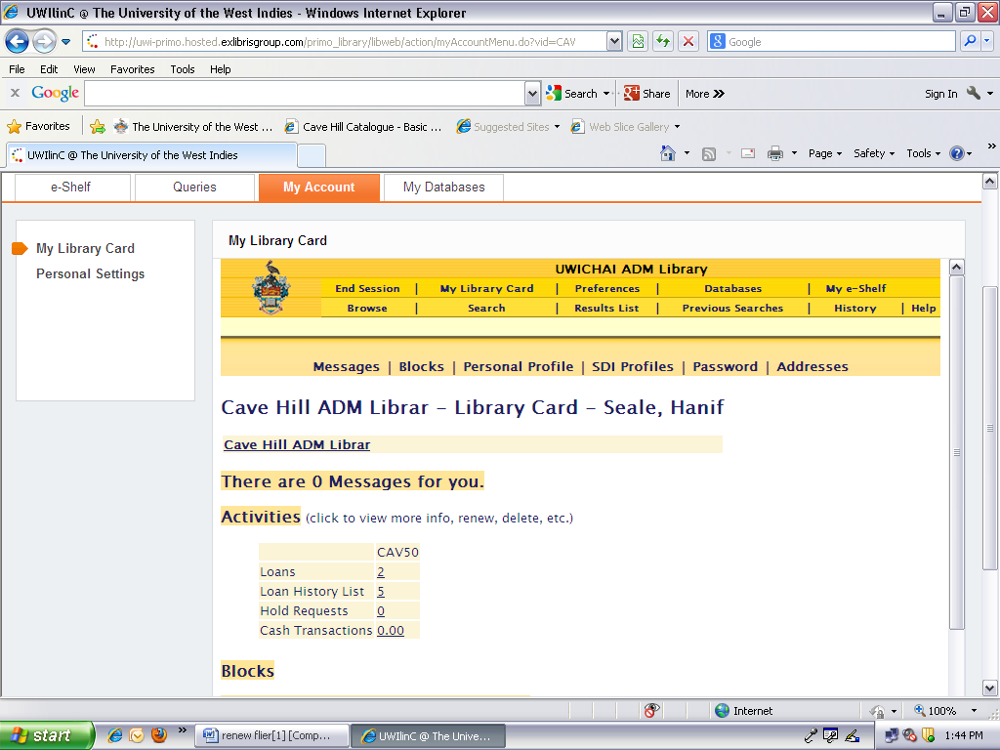 UWIlinC @ The University of the West Indies - Windows Internet Explorer
http://uwi-primo.hosted.exlibrisgroup.com/primo_library/libweb/action/myAccountMenu.do?vid=CAV
Google
File Edit View Favorites Tools Help
x Google Search Share More »
Sign In
Favorites The University of the West ... Cave Hill Catalogue - Basic ... Suggested Sites Web Slice Gallery
UWIlinC @ The University of the West Indies
Page Safety Tools »
e-Shelf Queries My Account My Databases
My Library Card
Personal Settings
My Library Card
UWICHAI ADM Library
End Session | My Library Card | Preferences | Databases | My e-Shelf
Browse | Search | Results List | Previous Searches | History | Help
Messages | Blocks | Personal Profile | SDI Profiles | Password | Addresses
Cave Hill ADM Librar - Library Card - Seale, Hanif
Cave Hill ADM Librar
There are 0 Messages for you.
Activities (click to view more info, renew, delete, etc.)
CAV50
Loans 2
Loan History List 5
Hold Requests 0
Cash Transactions 0.00
Blocks
Internet 100%
start » renew flier[1] [Comp... UWIlinC @ The Unive... 1:44 PM